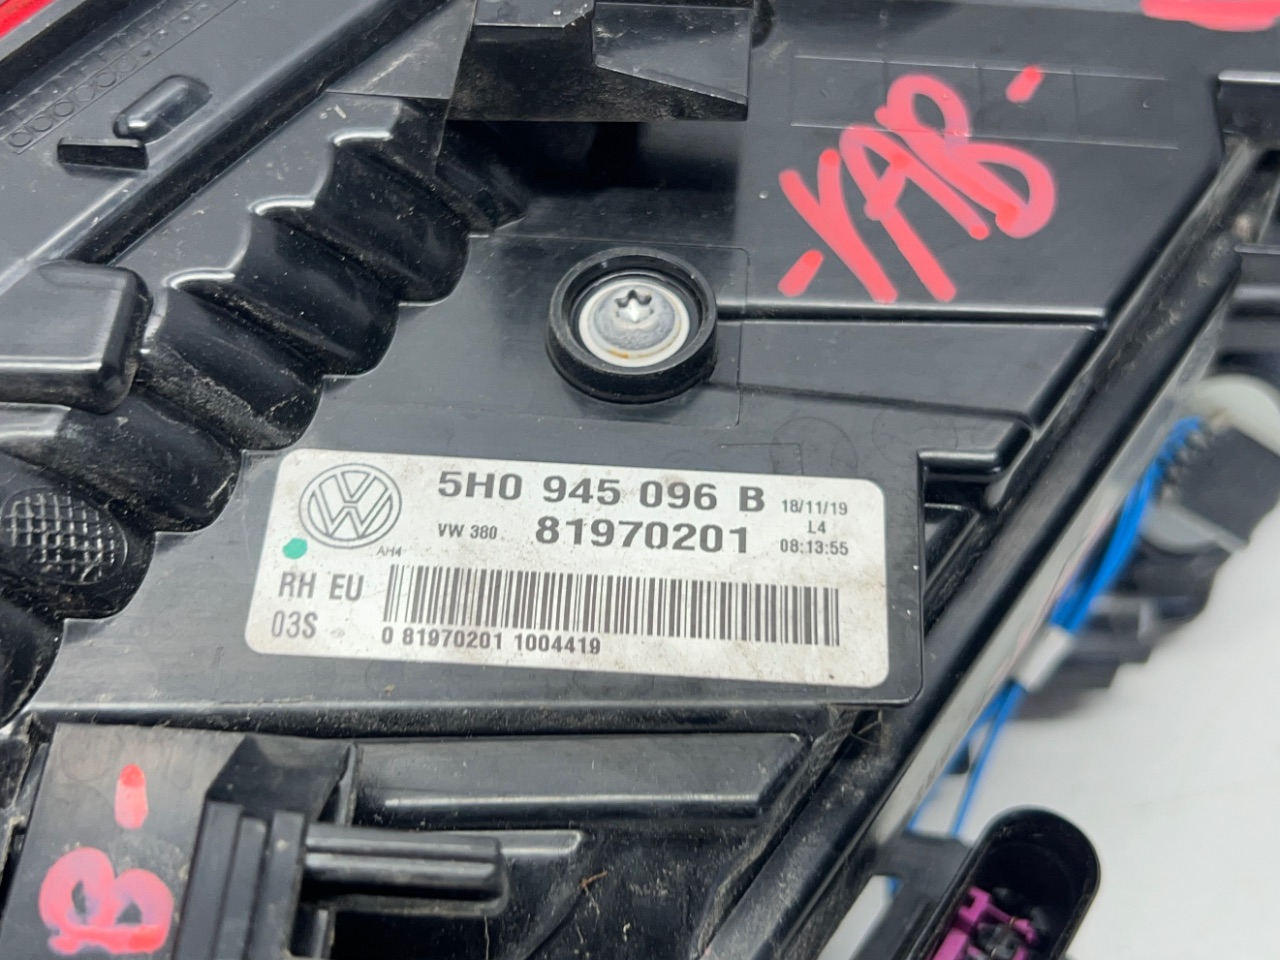 -YAB-
5H0 945 096 B
18/11/19
VW 380
81970201
L4
08:13:55
AH4
RH EU
03S
0 81970201 1004419
B-